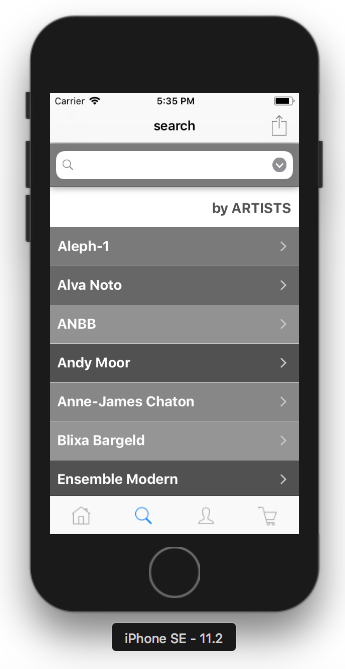 Carrier 5:35 PM
search
by ARTISTS
Aleph-1
Alva Noto
ANBB
Andy Moor
Anne-James Chaton
Blixa Bargeld
Ensemble Modern
iPhone SE - 11.2